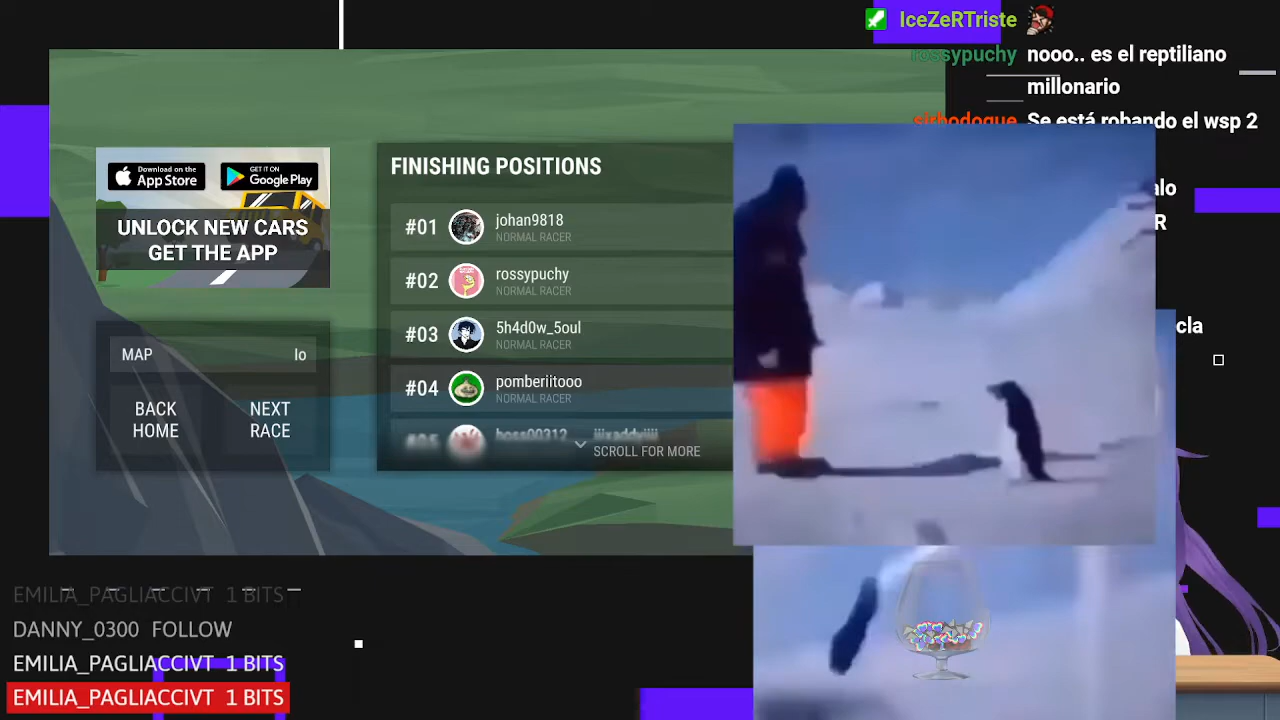 IceZeRTriste
rossypuchy nooo.. es el reptiliano
millonario
sirbodoque Se está robando el wsp 2
Download on the
App Store
GET IT ON
Google Play
UNLOCK NEW CARS
GET THE APP
MAP Io
BACK
HOME
NEXT
RACE
FINISHING POSITIONS
#01 johan9818
NORMAL RACER
#02 rossypuchy
NORMAL RACER
#03 5h4d0w_5oul
NORMAL RACER
#04 pomberiitooo
NORMAL RACER
#05
SCROLL FOR MORE
EMILIA_PAGLIACCIVT 1 BITS
DANNY_0300 FOLLOW
EMILIA_PAGLIACCIVT 1 BITS
EMILIA_PAGLIACCIVT 1 BITS